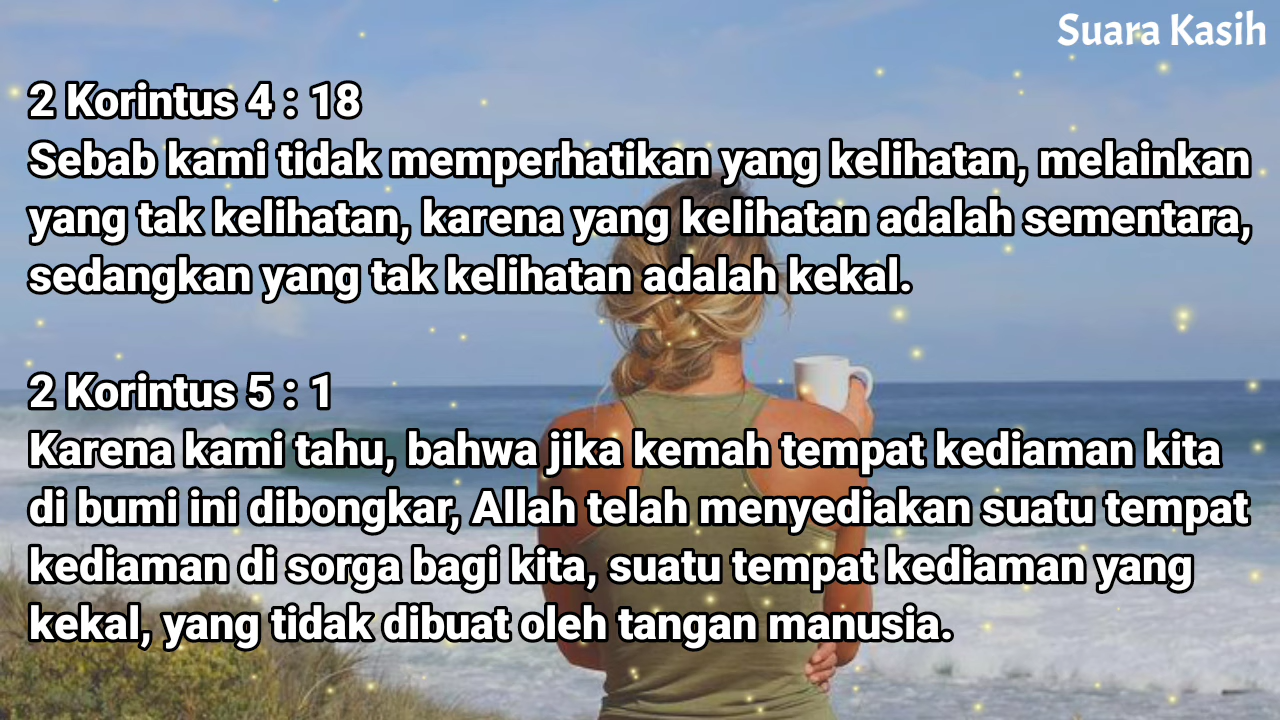 Suara Kasih
2 Korintus 4 : 18
Sebab kami tidak memperhatikan yang kelihatan, melainkan
yang tak kelihatan, karena yang kelihatan adalah sementara,
sedangkan yang tak kelihatan adalah kekal.
2 Korintus 5 : 1
Karena kami tahu, bahwa jika kemah tempat kediaman kita
di bumi ini dibongkar, Allah telah menyediakan suatu tempat
kediaman di sorga bagi kita, suatu tempat kediaman yang
kekal, yang tidak dibuat oleh tangan manusia.